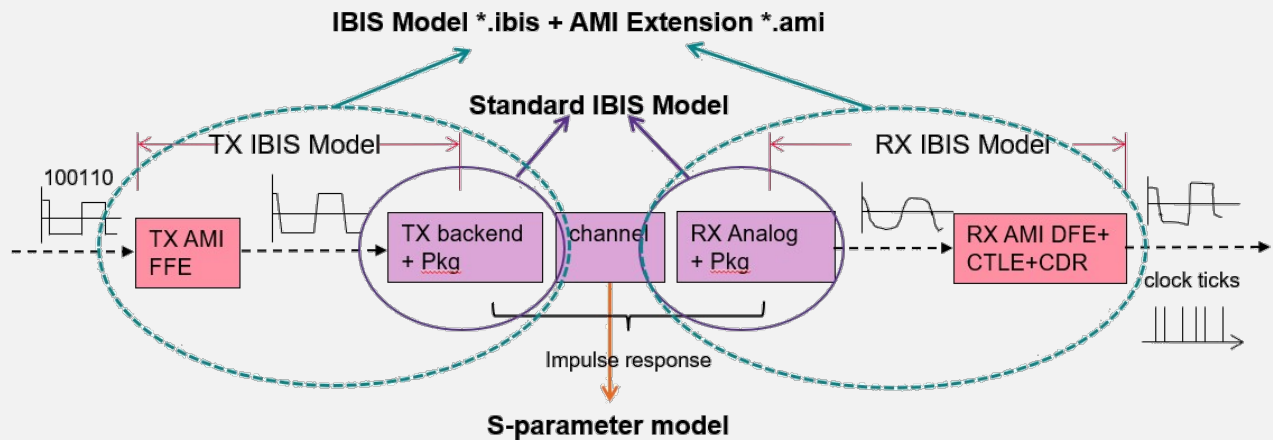 IBIS Model *.ibis + AMI Extension *.ami
Standard IBIS Model
TX IBIS Model
RX IBIS Model
100110
TX AMI
FFE
TX backend
+ Pkg
channel
RX Analog
+ Pkg
RX AMI DFE+
CTLE+CDR
clock ticks
Impulse response
S-parameter model